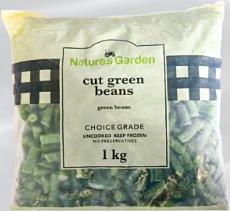 Natures Garden
cut green
beans
green beans
CHOICE GRADE
UNCOOKED KEEP FROZEN
NO PRESERVATIVES
1 kg